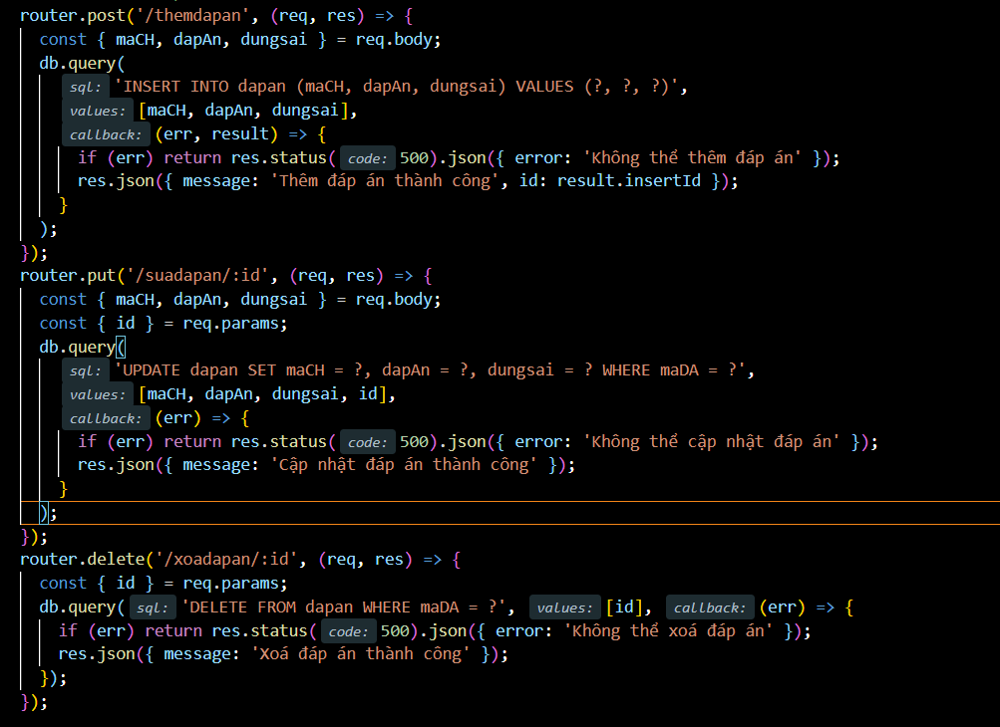 router.post('/themdapan', (req, res) => {
const { maCH, dapAn, dungsai } = req.body;
db.query(
sql: 'INSERT INTO dapan (maCH, dapAn, dungsai) VALUES (?, ?, ?)',
values: [maCH, dapAn, dungsai],
callback: (err, result) => {
if (err) return res.status( code: 500).json({ error: 'Không thể thêm đáp án' });
res.json({ message: 'Thêm đáp án thành công', id: result.insertId });
}
);
});
router.put('/suadapan/:id', (req, res) => {
const { maCH, dapAn, dungsai } = req.body;
const { id } = req.params;
db.query(
sql: 'UPDATE dapan SET maCH = ?, dapAn = ?, dungsai = ? WHERE maDA = ?',
values: [maCH, dapAn, dungsai, id],
callback: (err) => {
if (err) return res.status( code: 500).json({ error: 'Không thể cập nhật đáp án' });
res.json({ message: 'Cập nhật đáp án thành công' });
}
);
});
router.delete('/xoadapan/:id', (req, res) => {
const { id } = req.params;
db.query( sql: 'DELETE FROM dapan WHERE maDA = ?', values: [id], callback: (err) => {
if (err) return res.status( code: 500).json({ error: 'Không thể xoá đáp án' });
res.json({ message: 'Xoá đáp án thành công' });
});
});